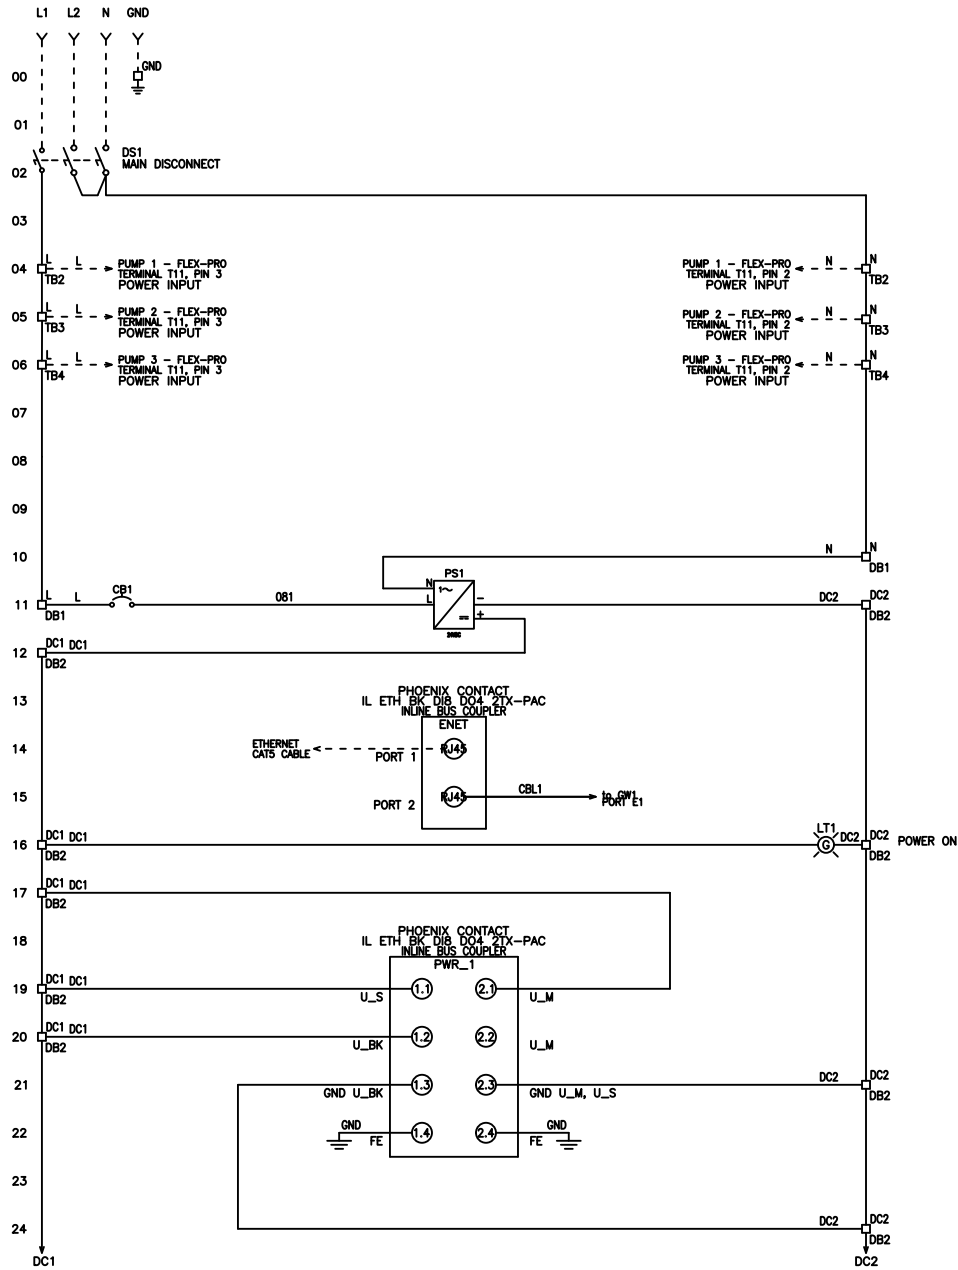 L1 L2 N GND
00 GND
01
DS1
MAIN DISCONNECT
02
03
L L PUMP 1 - FLEX-PRO
04 TERMINAL T11, PIN 3
TB2 POWER INPUT
PUMP 1 - FLEX-PRO N N
TERMINAL T11, PIN 2
POWER INPUT TB2
L L PUMP 2 - FLEX-PRO
05 TERMINAL T11, PIN 3
TB3 POWER INPUT
PUMP 2 - FLEX-PRO N N
TERMINAL T11, PIN 2
POWER INPUT TB3
L L PUMP 3 - FLEX-PRO
06 TERMINAL T11, PIN 3
TB4 POWER INPUT
PUMP 3 - FLEX-PRO N N
TERMINAL T11, PIN 2
POWER INPUT TB4
07
08
09
10 N N
DB1
PS1
N 1~
11 L L CB1 081 L - DC2 DC2
DB1 + DB2
12 DC1 DC1
DB2
13
PHOENIX CONTACT
IL ETH BK DI8 DO4 2TX-PAC
INLINE BUS COUPLER
ENET
14 ETHERNET
CAT5 CABLE
PORT 1 RJ45
15 PORT 2 RJ45 CBL1 to GW1
PORT E1
16 DC1 DC1 LT1 G DC2 DC2 POWER ON
DB2 DB2
17 DC1 DC1
DB2
18
PHOENIX CONTACT
IL ETH BK DI8 DO4 2TX-PAC
INLINE BUS COUPLER
PWR_1
19 DC1 DC1 1.1 2.1
DB2 U_S U_M
20 DC1 DC1 1.2 2.2
DB2 U_BK U_M
21 1.3 2.3 DC2 DC2
GND U_BK GND U_M, U_S DB2
22 GND 1.4 2.4 GND
FE FE
23
24 DC2 DC2
DB2
DC1 DC2